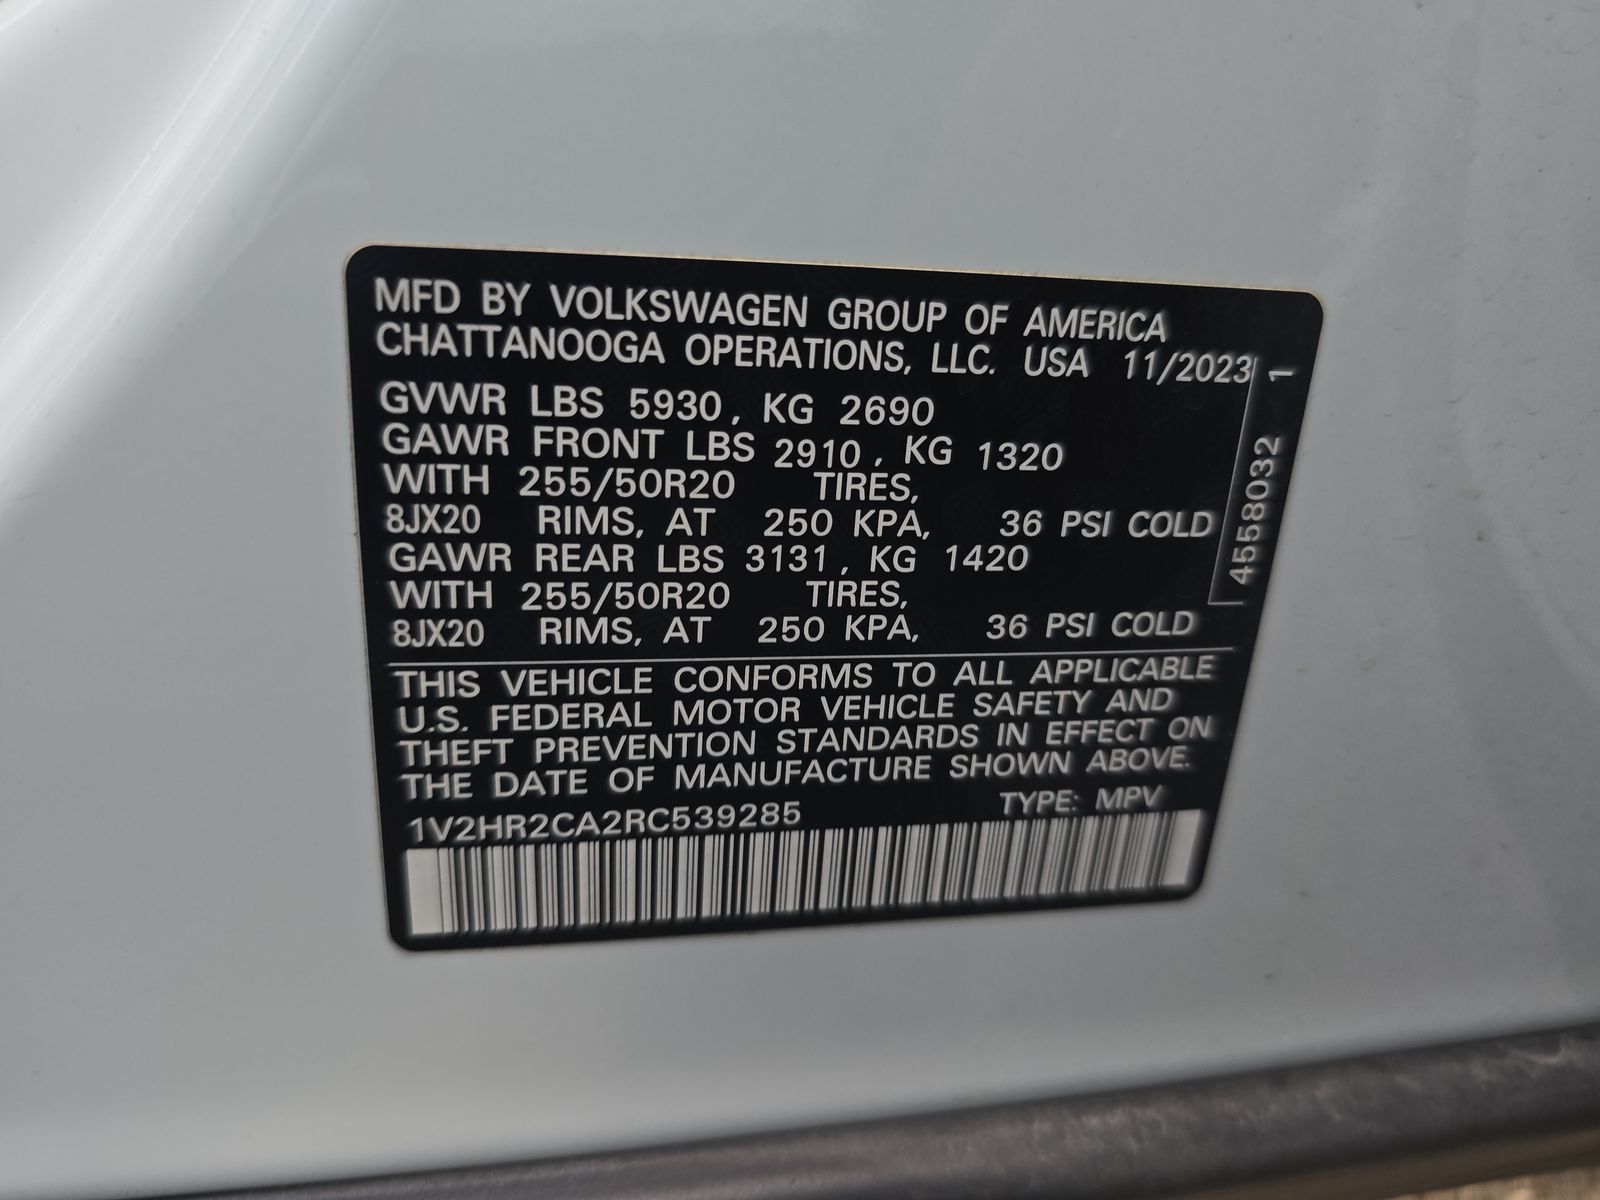 MFD BY VOLKSWAGEN GROUP OF AMERICA
CHATTANOOGA OPERATIONS, LLC. USA 11/2023
GVWR LBS 5930, KG 2690
GAWR FRONT LBS 2910, KG 1320
WITH 255/50R20 TIRES,
8JX20 RIMS, AT 250 KPA, 36 PSI COLD
GAWR REAR LBS 3131, KG 1420
WITH 255/50R20 TIRES,
8JX20 RIMS, AT 250 KPA, 36 PSI COLD
4558032 1
THIS VEHICLE CONFORMS TO ALL APPLICABLE
U.S. FEDERAL MOTOR VEHICLE SAFETY AND
THEFT PREVENTION STANDARDS IN EFFECT ON
THE DATE OF MANUFACTURE SHOWN ABOVE.
1V2HR2CA2RC539285 TYPE: MPV